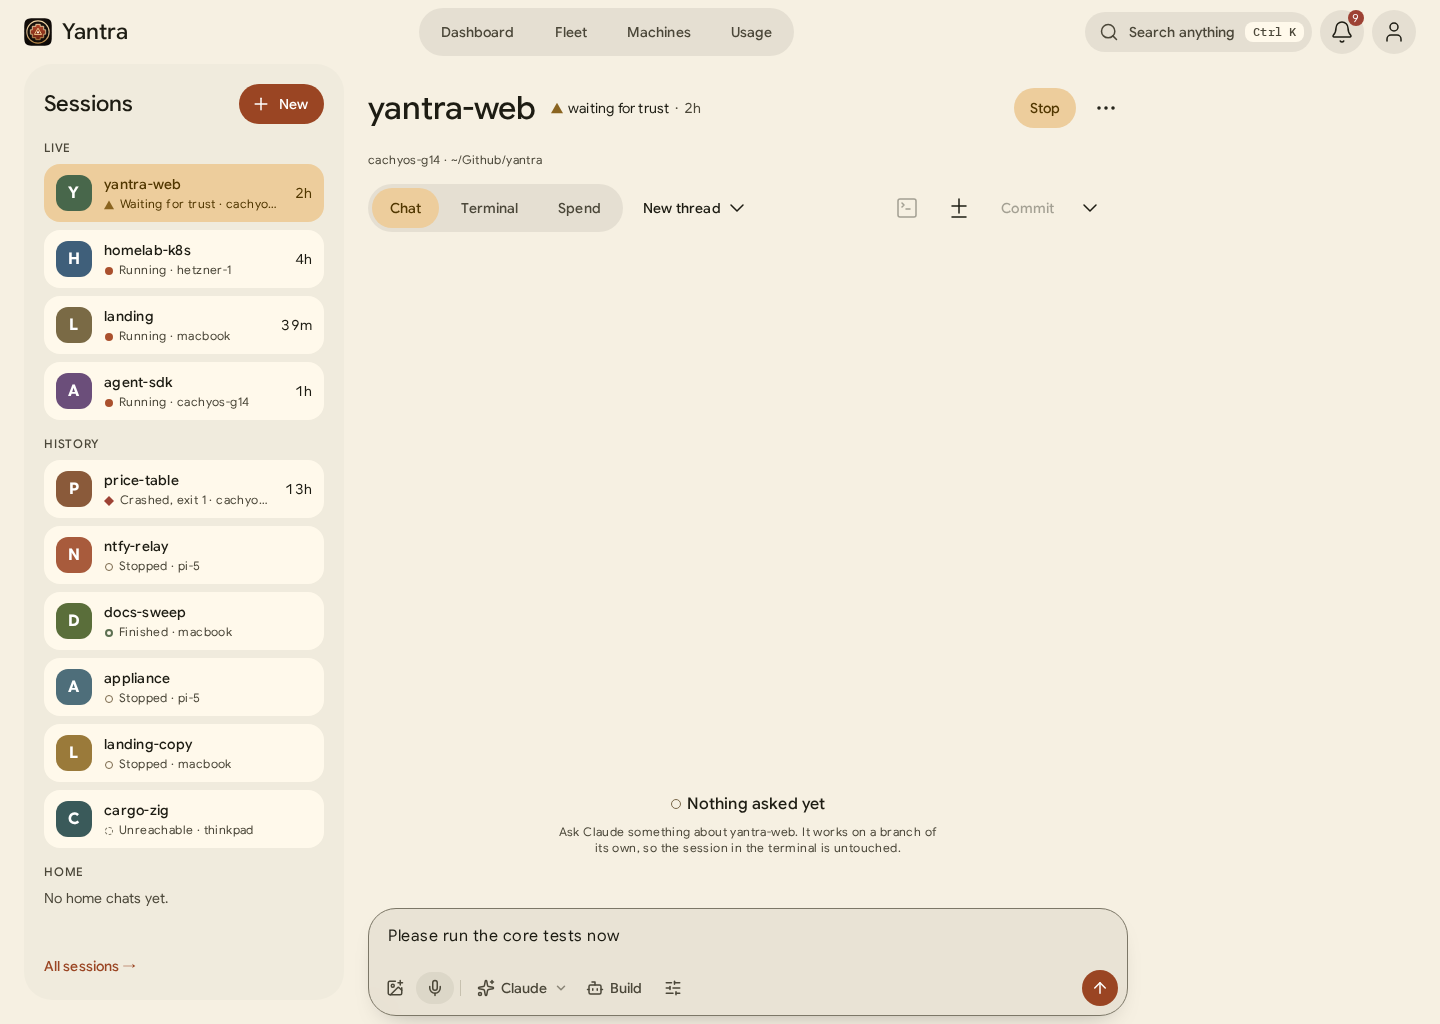 Yantra
Dashboard
Fleet
Machines
Usage
Search anything
Ctrl K
9
Sessions
New
LIVE
Y
yantra-web
Waiting for trust · cachyo...
2h
H
homelab-k8s
Running · hetzner-1
4h
L
landing
Running · macbook
39m
A
agent-sdk
Running · cachyos-g14
1h
HISTORY
P
price-table
Crashed, exit 1 · cachyo...
13h
N
ntfy-relay
Stopped · pi-5
D
docs-sweep
Finished · macbook
A
appliance
Stopped · pi-5
L
landing-copy
Stopped · macbook
C
cargo-zig
Unreachable · thinkpad
HOME
No home chats yet.
All sessions →
yantra-web
waiting for trust · 2h
Stop
cachyos-g14 · ~/Github/yantra
Chat
Terminal
Spend
New thread
Commit
Nothing asked yet
Ask Claude something about yantra-web. It works on a branch of
its own, so the session in the terminal is untouched.
Please run the core tests now
Claude
Build